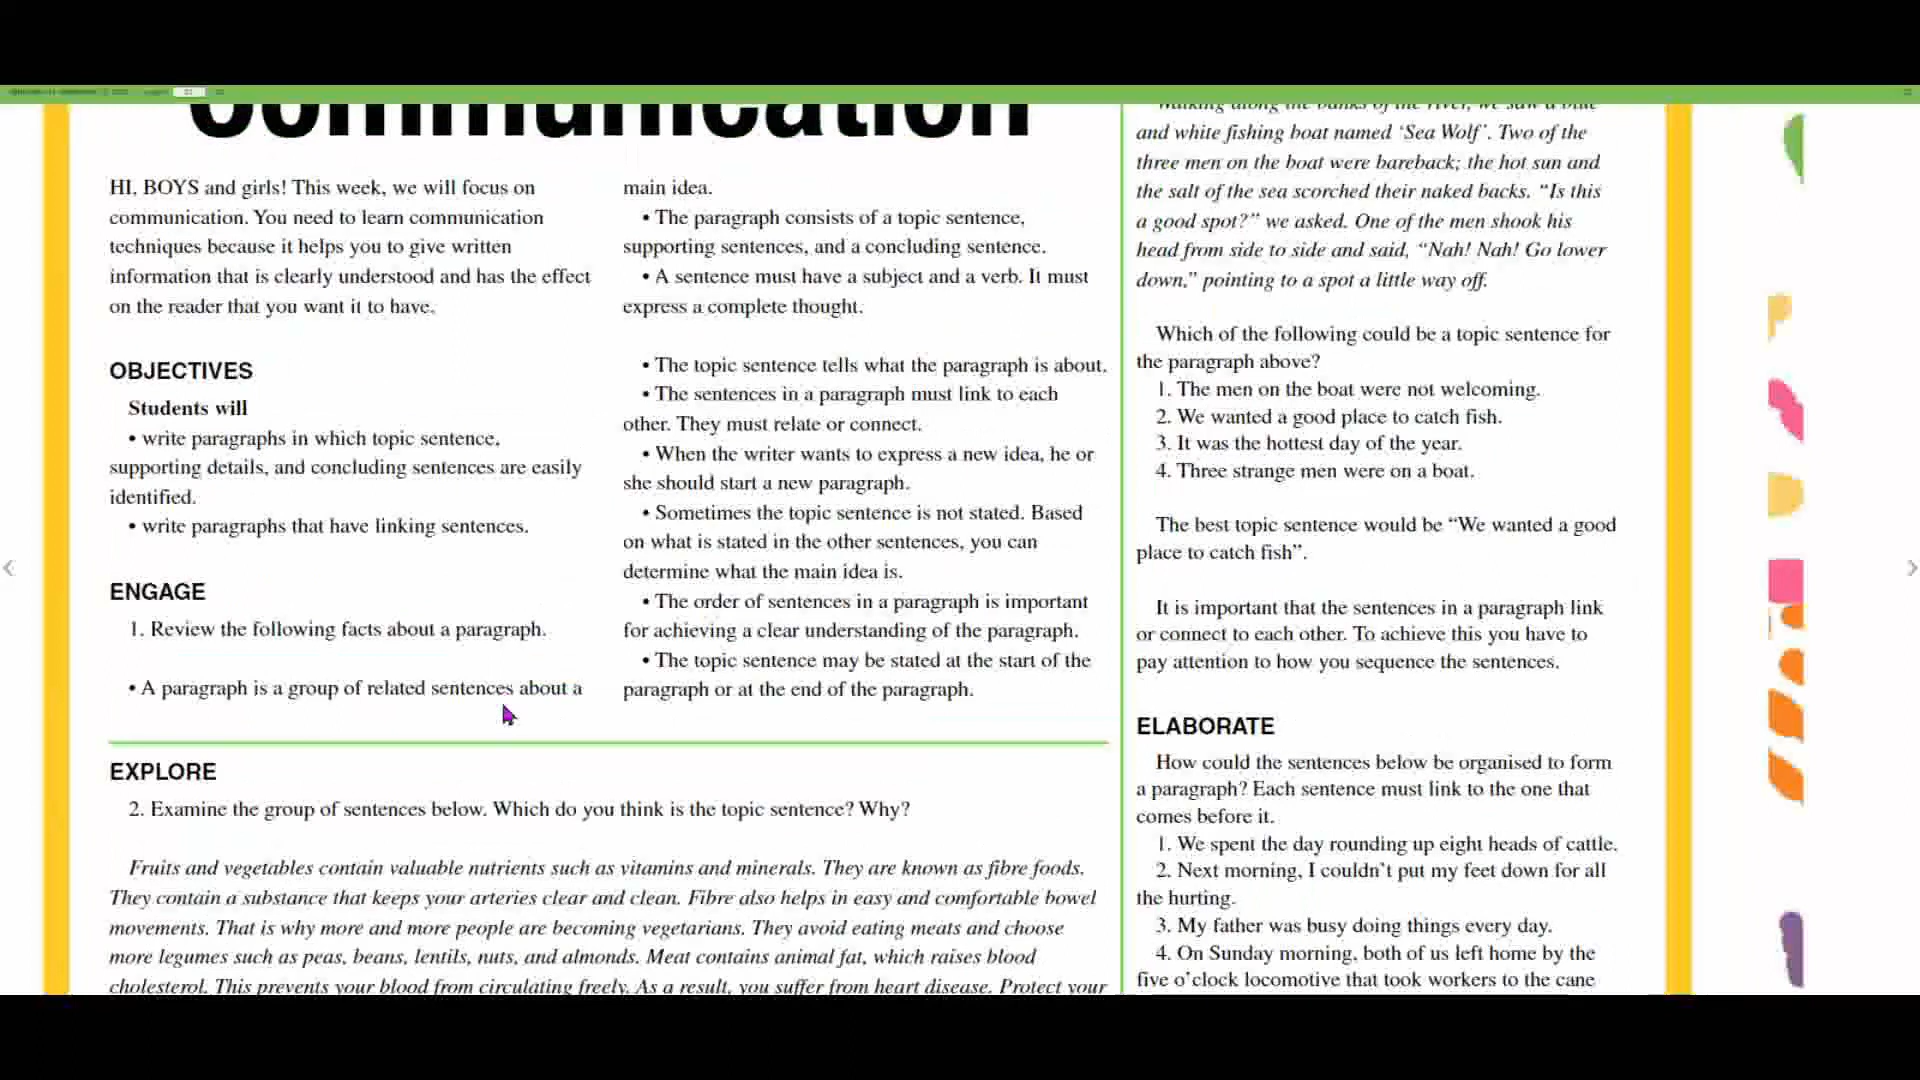 Communication
HI, BOYS and girls! This week, we will focus on
communication. You need to learn communication
techniques because it helps you to give written
information that is clearly understood and has the effect
on the reader that you want it to have.
OBJECTIVES
Students will
• write paragraphs in which topic sentence,
supporting details, and concluding sentences are easily
identified.
• write paragraphs that have linking sentences.
ENGAGE
1. Review the following facts about a paragraph.
• A paragraph is a group of related sentences about a
main idea.
• The paragraph consists of a topic sentence,
supporting sentences, and a concluding sentence.
• A sentence must have a subject and a verb. It must
express a complete thought.
• The topic sentence tells what the paragraph is about.
• The sentences in a paragraph must link to each
other. They must relate or connect.
• When the writer wants to express a new idea, he or
she should start a new paragraph.
• Sometimes the topic sentence is not stated. Based
on what is stated in the other sentences, you can
determine what the main idea is.
• The order of sentences in a paragraph is important
for achieving a clear understanding of the paragraph.
• The topic sentence may be stated at the start of the
paragraph or at the end of the paragraph.
EXPLORE
2. Examine the group of sentences below. Which do you think is the topic sentence? Why?
Fruits and vegetables contain valuable nutrients such as vitamins and minerals. They are known as fibre foods.
They contain a substance that keeps your arteries clear and clean. Fibre also helps in easy and comfortable bowel
movements. That is why more and more people are becoming vegetarians. They avoid eating meats and choose
more legumes such as peas, beans, lentils, nuts, and almonds. Meat contains animal fat, which raises blood
cholesterol. This prevents your blood from circulating freely. As a result, you suffer from heart disease. Protect your
Walking along the banks of the river, we saw a blue
and white fishing boat named ‘Sea Wolf’. Two of the
three men on the boat were bareback; the hot sun and
the salt of the sea scorched their naked backs. “Is this
a good spot?” we asked. One of the men shook his
head from side to side and said, “Nah! Nah! Go lower
down,” pointing to a spot a little way off.
Which of the following could be a topic sentence for
the paragraph above?
1. The men on the boat were not welcoming.
2. We wanted a good place to catch fish.
3. It was the hottest day of the year.
4. Three strange men were on a boat.
The best topic sentence would be “We wanted a good
place to catch fish”.
It is important that the sentences in a paragraph link
or connect to each other. To achieve this you have to
pay attention to how you sequence the sentences.
ELABORATE
How could the sentences below be organised to form
a paragraph? Each sentence must link to the one that
comes before it.
1. We spent the day rounding up eight heads of cattle.
2. Next morning, I couldn’t put my feet down for all
the hurting.
3. My father was busy doing things every day.
4. On Sunday morning, both of us left home by the
five o’clock locomotive that took workers to the cane